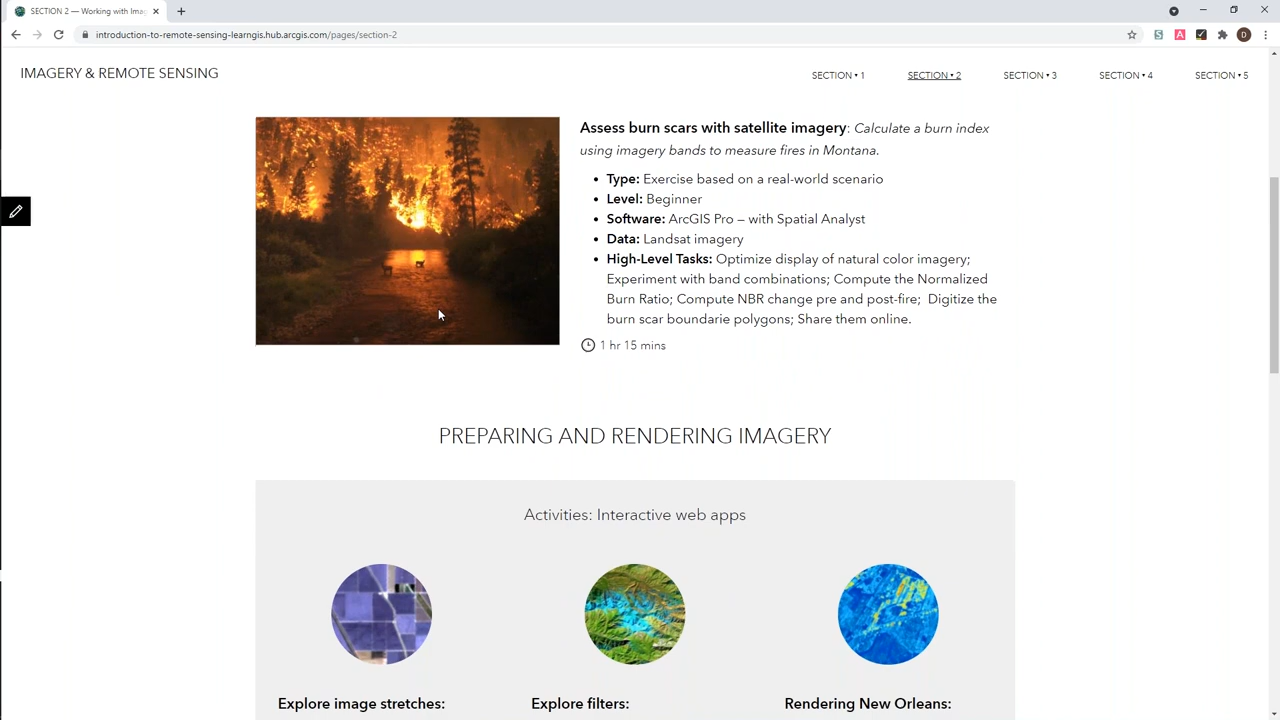 SECTION 2 — Working with Imag
introduction-to-remote-sensing-learngis.hub.arcgis.com/pages/section-2
IMAGERY & REMOTE SENSING
SECTION • 1
SECTION • 2
SECTION • 3
SECTION • 4
SECTION • 5
Assess burn scars with satellite imagery: Calculate a burn index
using imagery bands to measure fires in Montana.
• Type: Exercise based on a real-world scenario
• Level: Beginner
• Software: ArcGIS Pro – with Spatial Analyst
• Data: Landsat imagery
• High-Level Tasks: Optimize display of natural color imagery;
Experiment with band combinations; Compute the Normalized
Burn Ratio; Compute NBR change pre and post-fire; Digitize the
burn scar boundarie polygons; Share them online.
1 hr 15 mins
PREPARING AND RENDERING IMAGERY
Activities: Interactive web apps
Explore image stretches:
Explore filters:
Rendering New Orleans: